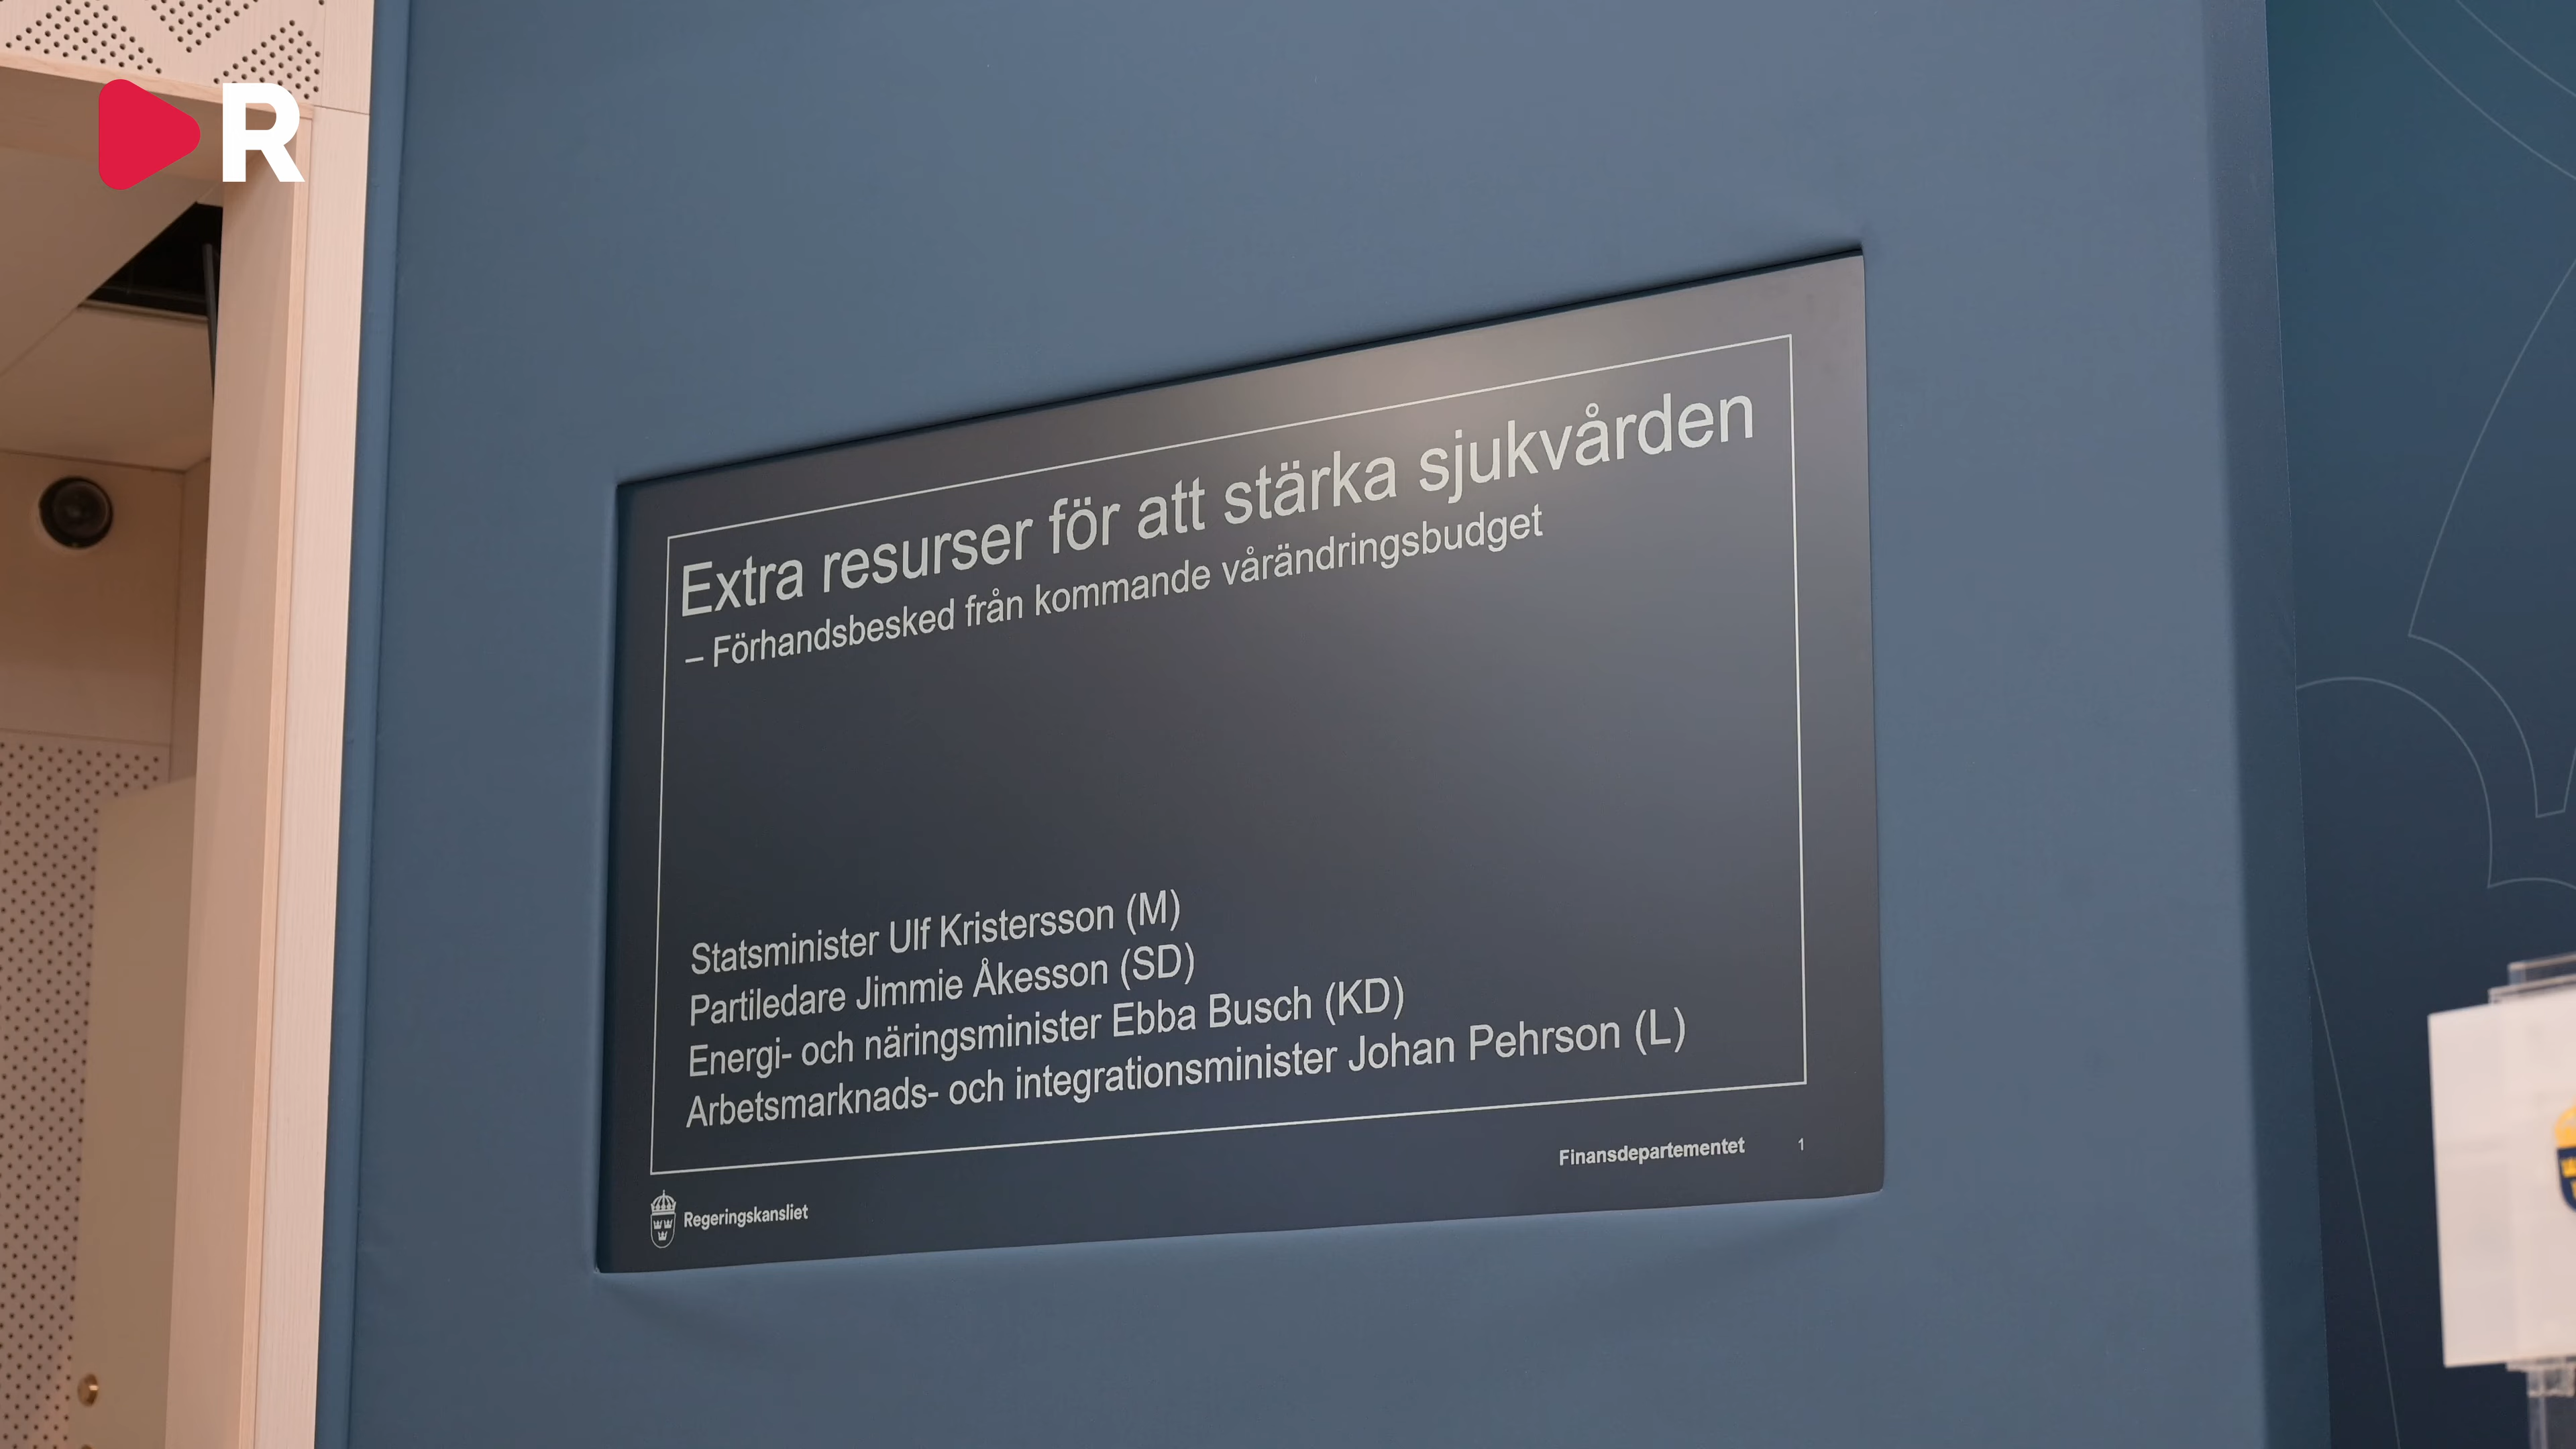 R
Extra resurser för att stärka sjukvården
– Förhandsbesked från kommande vårändringsbudget
Statsminister Ulf Kristersson (M)
Partiledare Jimmie Åkesson (SD)
Energi- och näringsminister Ebba Busch (KD)
Arbetsmarknads- och integrationsminister Johan Pehrson (L)
Finansdepartementet 1
Regeringskansliet